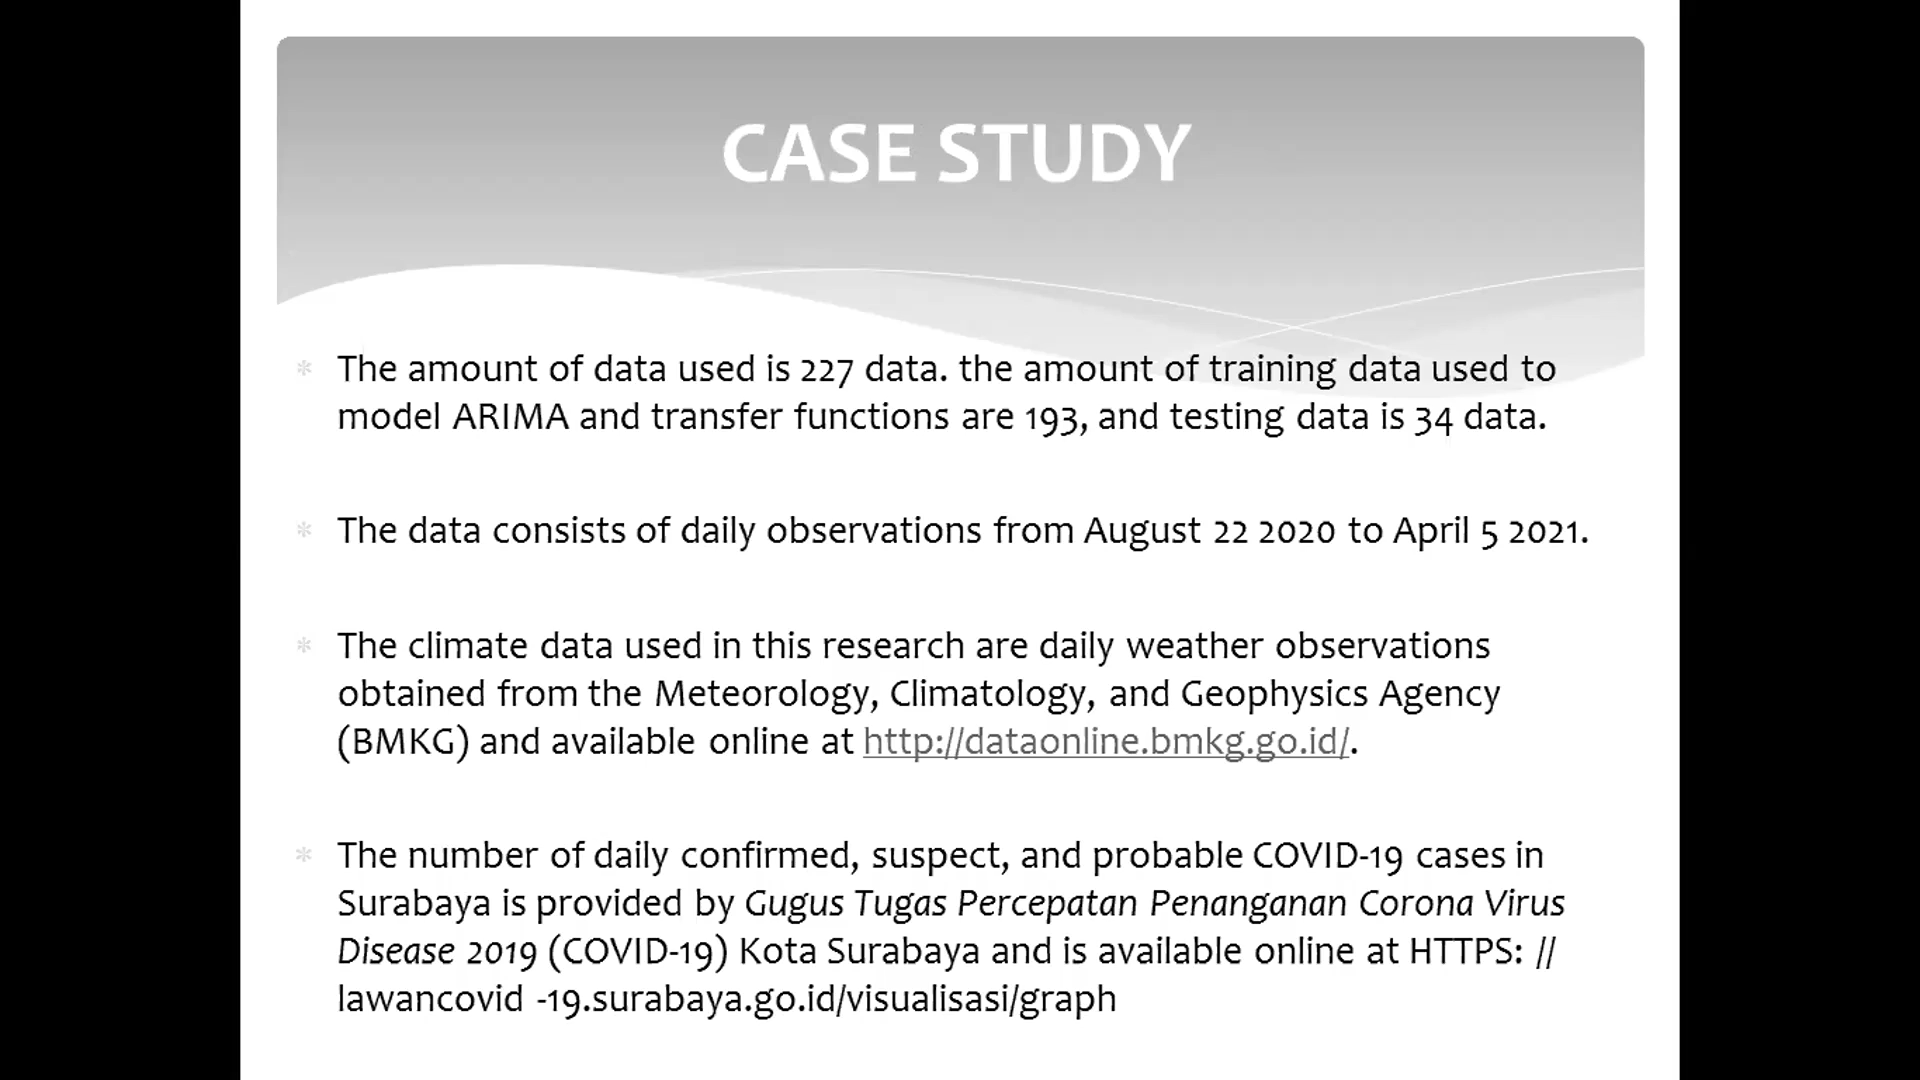 CASE STUDY
* The amount of data used is 227 data. the amount of training data used to
model ARIMA and transfer functions are 193, and testing data is 34 data.
* The data consists of daily observations from August 22 2020 to April 5 2021.
* The climate data used in this research are daily weather observations
obtained from the Meteorology, Climatology, and Geophysics Agency
(BMKG) and available online at http://dataonline.bmkg.go.id/.
* The number of daily confirmed, suspect, and probable COVID-19 cases in
Surabaya is provided by Gugus Tugas Percepatan Penanganan Corona Virus
Disease 2019 (COVID-19) Kota Surabaya and is available online at HTTPS: //
lawancovid -19.surabaya.go.id/visualisasi/graph